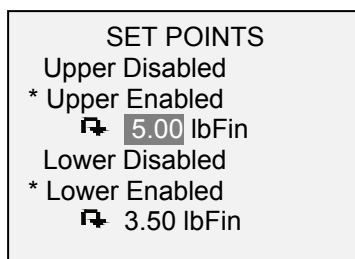 SET POINTS
Upper Disabled
* Upper Enabled
5.00 lbFin
Lower Disabled
* Lower Enabled
3.50 lbFin